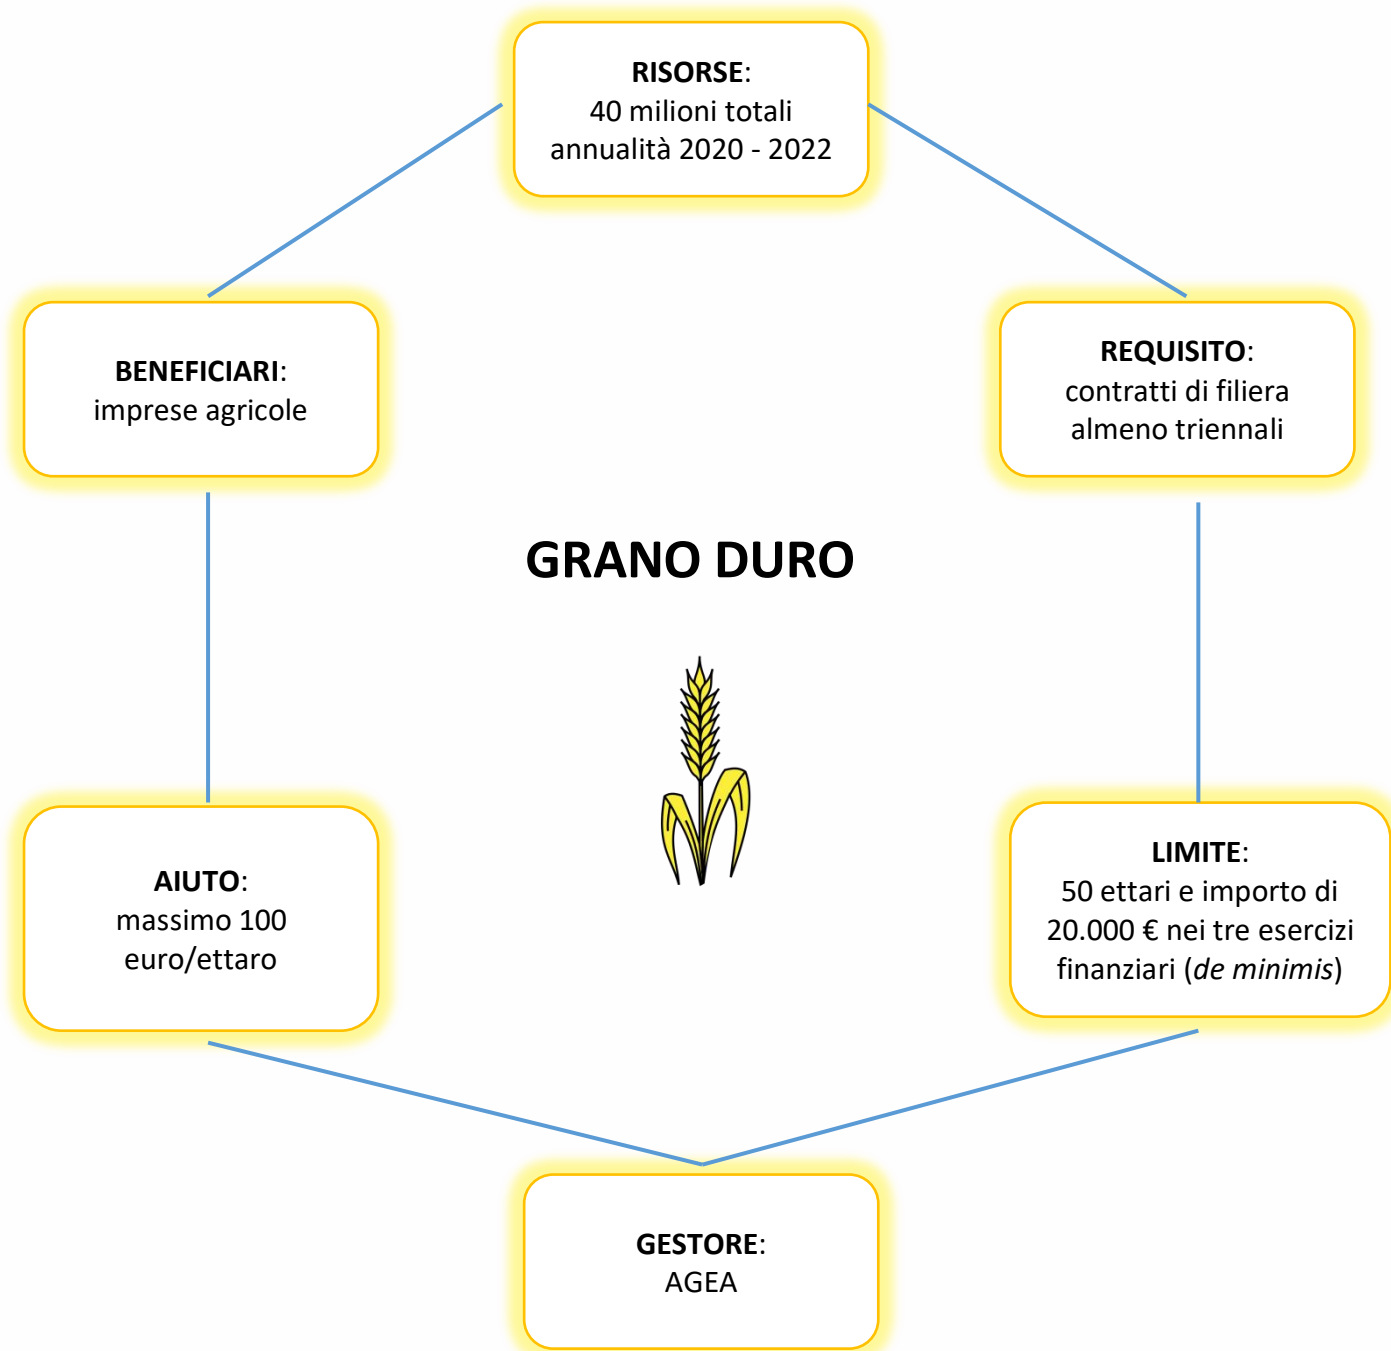 RISORSE:
40 milioni totali
annualità 2020 - 2022
BENEFICIARI:
imprese agricole
REQUISITO:
contratti di filiera
almeno triennali
GRANO DURO
AIUTO:
massimo 100
euro/ettaro
LIMITE:
50 ettari e importo di
20.000 € nei tre esercizi
finanziari (de minimis)
GESTORE:
AGEA